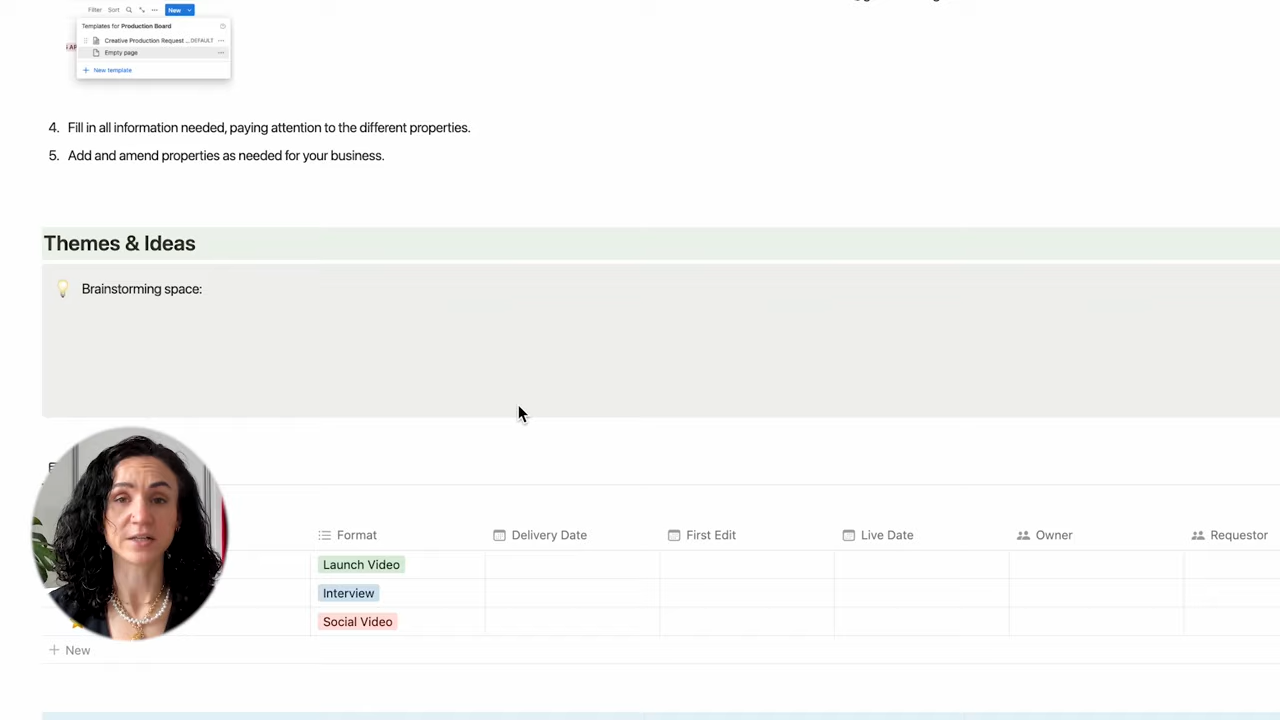 Filter Sort New
Templates for Production Board
Creative Production Request ... DEFAULT ...
Empty page ...
+ New template
4. Fill in all information needed, paying attention to the different properties.
5. Add and amend properties as needed for your business.
Themes & Ideas
💡 Brainstorming space:
Format Delivery Date First Edit Live Date Owner Requestor
Launch Video
Interview
Social Video
+ New